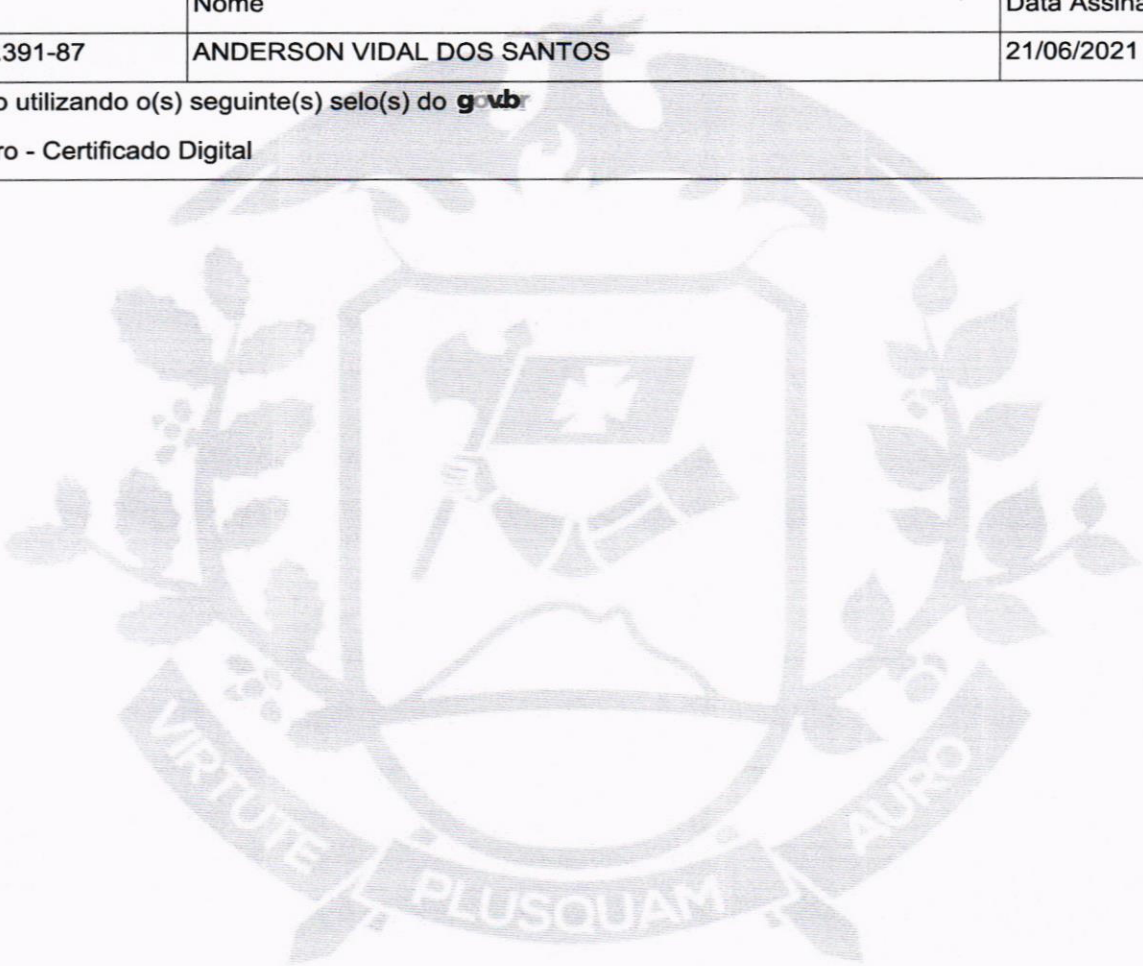 Nome Data Assina
.391-87 ANDERSON VIDAL DOS SANTOS 21/06/2021
o utilizando o(s) seguinte(s) selo(s) do govbr
ro - Certificado Digital
VIRTUTE PLUSQUAM AURO